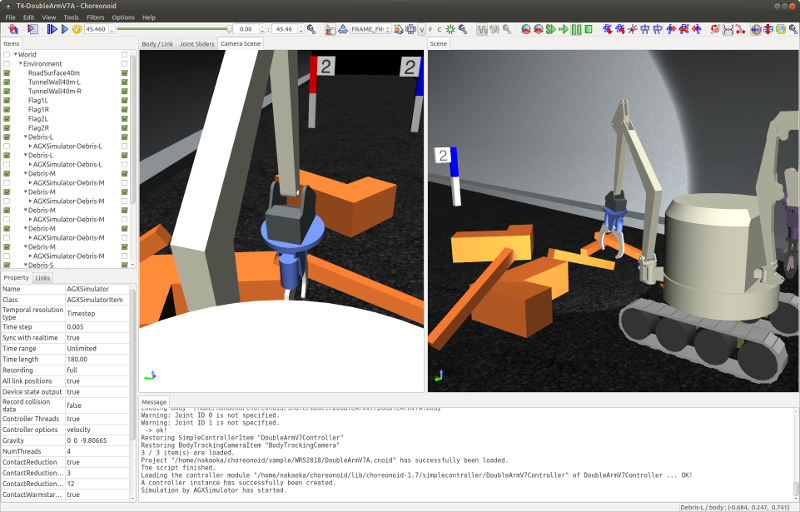 T4-DoubleArmV7A - Choreonoid
File Edit View Tools Filters Options Help
45.460 0.00 : 45.46 FRAME_FR V F C
Items
World
Environment
RoadSurface40m
TunnelWall40m-L
TunnelWall40m-R
Flag1L
Flag1R
Flag2L
Flag2R
Debris-L
AGXSimulator-Debris-L
Debris-L
AGXSimulator-Debris-L
Debris-M
AGXSimulator-Debris-M
Debris-M
AGXSimulator-Debris-M
Debris-M
AGXSimulator-Debris-M
Debris-M
AGXSimulator-Debris-M
Debris-M
AGXSimulator-Debris-M
Debris-S
Property Links
Name AGXSimulator
Class AGXSimulatorItem
Temporal resolution type Timestep
Time step 0.005
Sync with realtime true
Time range Unlimited
Time length 180.00
Recording full
All link positions true
Device state output true
Record collision data false
Controller Threads true
Controller options velocity
Gravity 0 0 -9.80665
NumThreads 4
ContactReduction true
ContactReduction... 3
ContactReduction... 12
ContactWarmstar... true
Body / Link Joint Sliders Camera Scene
2
2
Scene
2
Message
Warning: Joint ID 0 is not specified.
Warning: Joint ID 1 is not specified.
-> ok!
Restoring SimpleControllerItem "DoubleArmV7Controller"
Restoring BodyTrackingCameraItem "BodyTrackingCamera"
3 / 3 item(s) are loaded.
Project "/home/nakaoka/choreonoid/sample/WRS2018/DoubleArmV7A.cnoid" has successfully been loaded.
The script finished.
Loading the controller module "/home/nakaoka/choreonoid/lib/choreonoid-1.7/simplecontroller/DoubleArmV7Controller" of DoubleArmV7Controller ... OK!
A controller instance has successfully been created.
Simulation by AGXSimulator has started.
Debris-L / body: (-0.684, 0.247, 0.741)